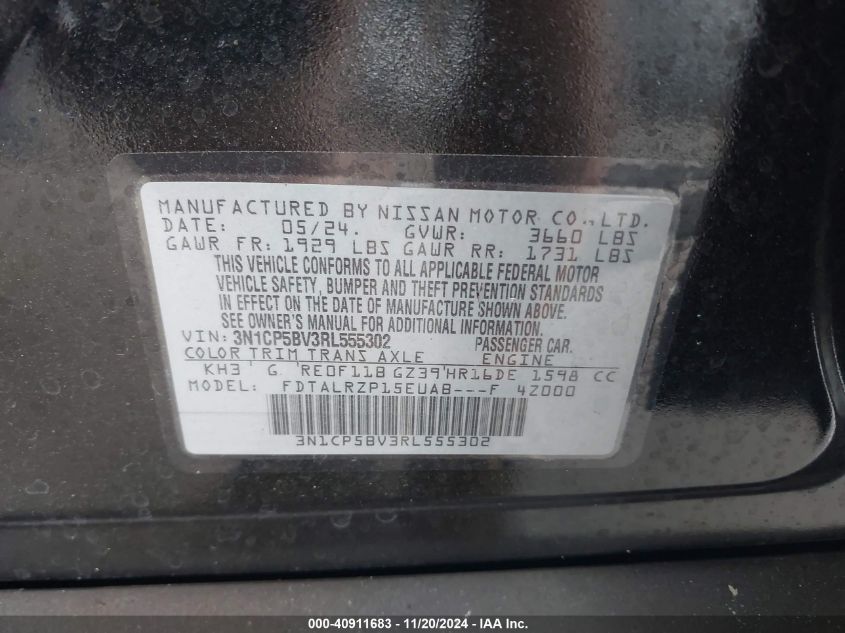 MANUFACTURED BY NISSAN MOTOR CO., LTD.
DATE: 05/24. GVWR: 3660 LBS
GAWR FR: 1929 LBS GAWR RR: 1731 LBS
THIS VEHICLE CONFORMS TO ALL APPLICABLE FEDERAL MOTOR
VEHICLE SAFETY, BUMPER AND THEFT PREVENTION STANDARDS
IN EFFECT ON THE DATE OF MANUFACTURE SHOWN ABOVE.
SEE OWNER'S MANUAL FOR ADDITIONAL INFORMATION.
VIN: 3N1CP5BV3RL555302 PASSENGER CAR.
COLOR TRIM TRANS AXLE ENGINE
KH3 G RE0F11B GZ39 HR16DE 1598 CC
MODEL: FDTALRZP15EUAB---F 4Z000
3N1CP5BV3RL555302
000-40911683 - 11/20/2024 - IAAI.COM